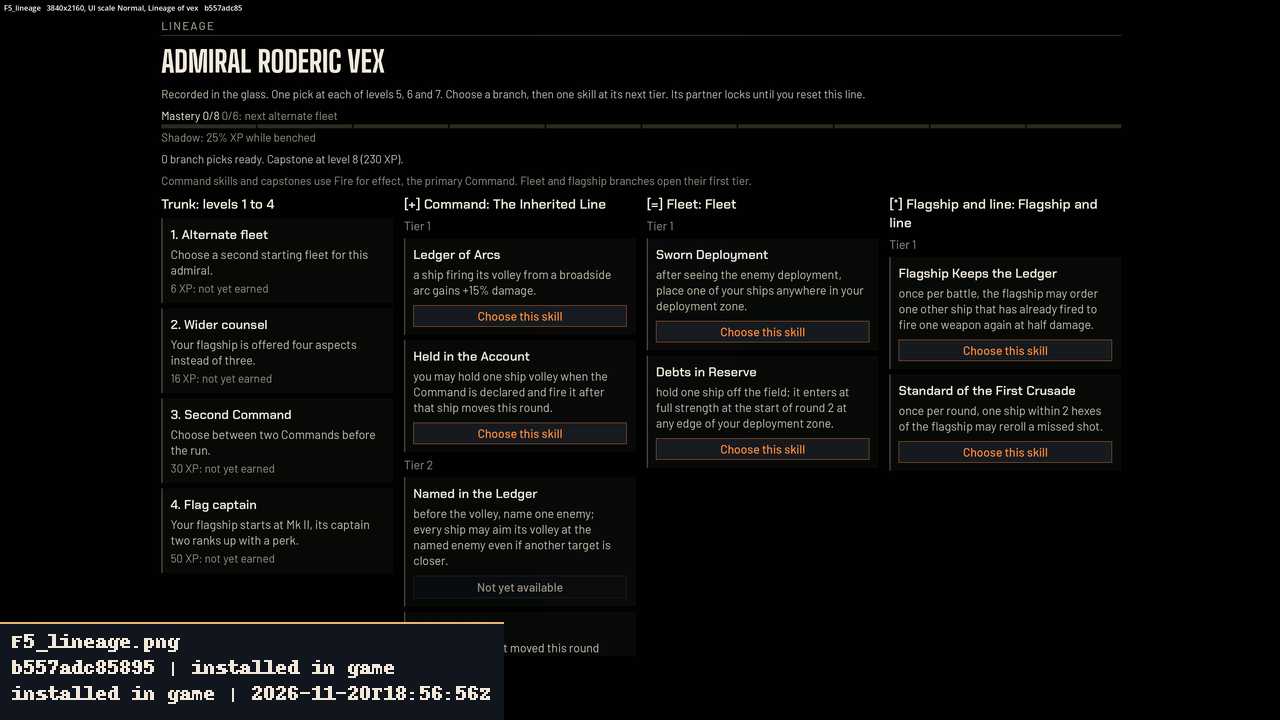 F5_lineage 3840x2160, UI scale Normal, Lineage of vex b557adc85
LINEAGE
ADMIRAL RODERIC VEX
Recorded in the glass. One pick at each of levels 5, 6 and 7. Choose a branch, then one skill at its next tier. Its partner locks until you reset this line.
Mastery 0/8 0/6: next alternate fleet
Shadow: 25% XP while benched
0 branch picks ready. Capstone at level 8 (230 XP).
Command skills and capstones use Fire for effect, the primary Command. Fleet and flagship branches open their first tier.
Trunk: levels 1 to 4
1. Alternate fleet
Choose a second starting fleet for this
admiral.
6 XP: not yet earned
2. Wider counsel
Your flagship is offered four aspects
instead of three.
16 XP: not yet earned
3. Second Command
Choose between two Commands before
the run.
30 XP: not yet earned
4. Flag captain
Your flagship starts at Mk II, its captain
two ranks up with a perk.
50 XP: not yet earned
[+] Command: The Inherited Line
Tier 1
Ledger of Arcs
a ship firing its volley from a broadside
arc gains +15% damage.
Choose this skill
Held in the Account
you may hold one ship volley when the
Command is declared and fire it after
that ship moves this round.
Choose this skill
Tier 2
Named in the Ledger
before the volley, name one enemy;
every ship may aim its volley at the
named enemy even if another target is
closer.
Not yet available
t moved this round
[=] Fleet: Fleet
Tier 1
Sworn Deployment
after seeing the enemy deployment,
place one of your ships anywhere in your
deployment zone.
Choose this skill
Debts in Reserve
hold one ship off the field; it enters at
full strength at the start of round 2 at
any edge of your deployment zone.
Choose this skill
[*] Flagship and line: Flagship and
line
Tier 1
Flagship Keeps the Ledger
once per battle, the flagship may order
one other ship that has already fired to
fire one weapon again at half damage.
Choose this skill
Standard of the First Crusade
once per round, one ship within 2 hexes
of the flagship may reroll a missed shot.
Choose this skill
F5_lineage.png
b557adc85895 | installed in game
installed in game | 2026-11-20T18:56:56Z